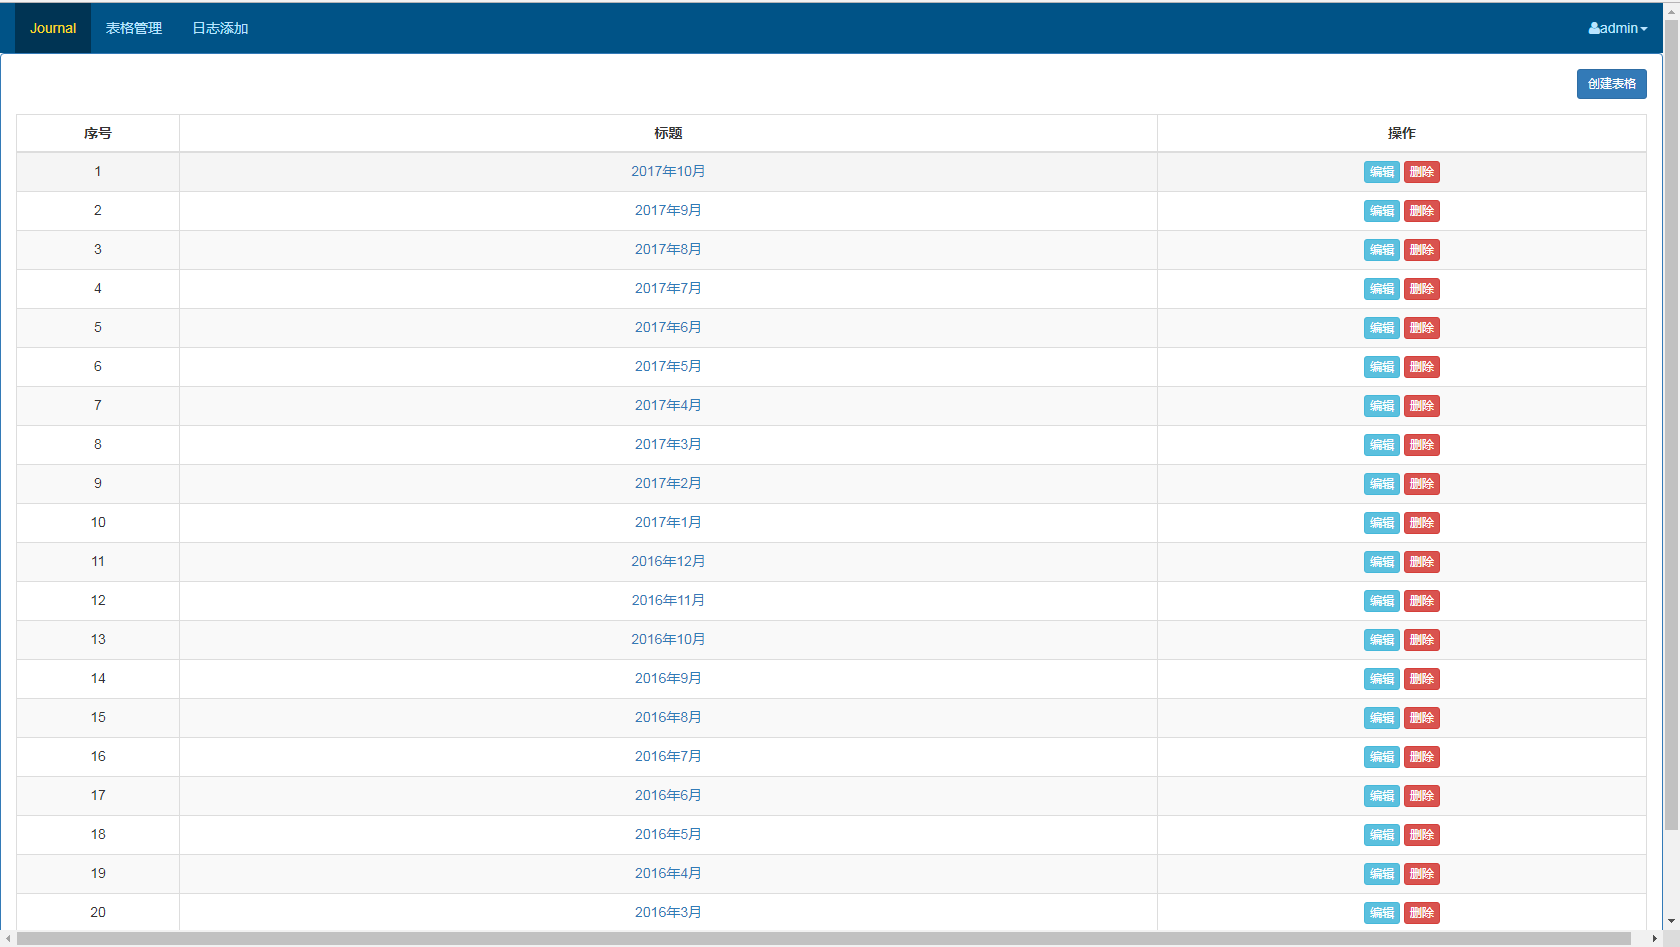 Journal 表格管理 日志添加 admin
创建表格
序号 标题 操作
1 2017年10月 编辑 删除
2 2017年9月 编辑 删除
3 2017年8月 编辑 删除
4 2017年7月 编辑 删除
5 2017年6月 编辑 删除
6 2017年5月 编辑 删除
7 2017年4月 编辑 删除
8 2017年3月 编辑 删除
9 2017年2月 编辑 删除
10 2017年1月 编辑 删除
11 2016年12月 编辑 删除
12 2016年11月 编辑 删除
13 2016年10月 编辑 删除
14 2016年9月 编辑 删除
15 2016年8月 编辑 删除
16 2016年7月 编辑 删除
17 2016年6月 编辑 删除
18 2016年5月 编辑 删除
19 2016年4月 编辑 删除
20 2016年3月 编辑 删除